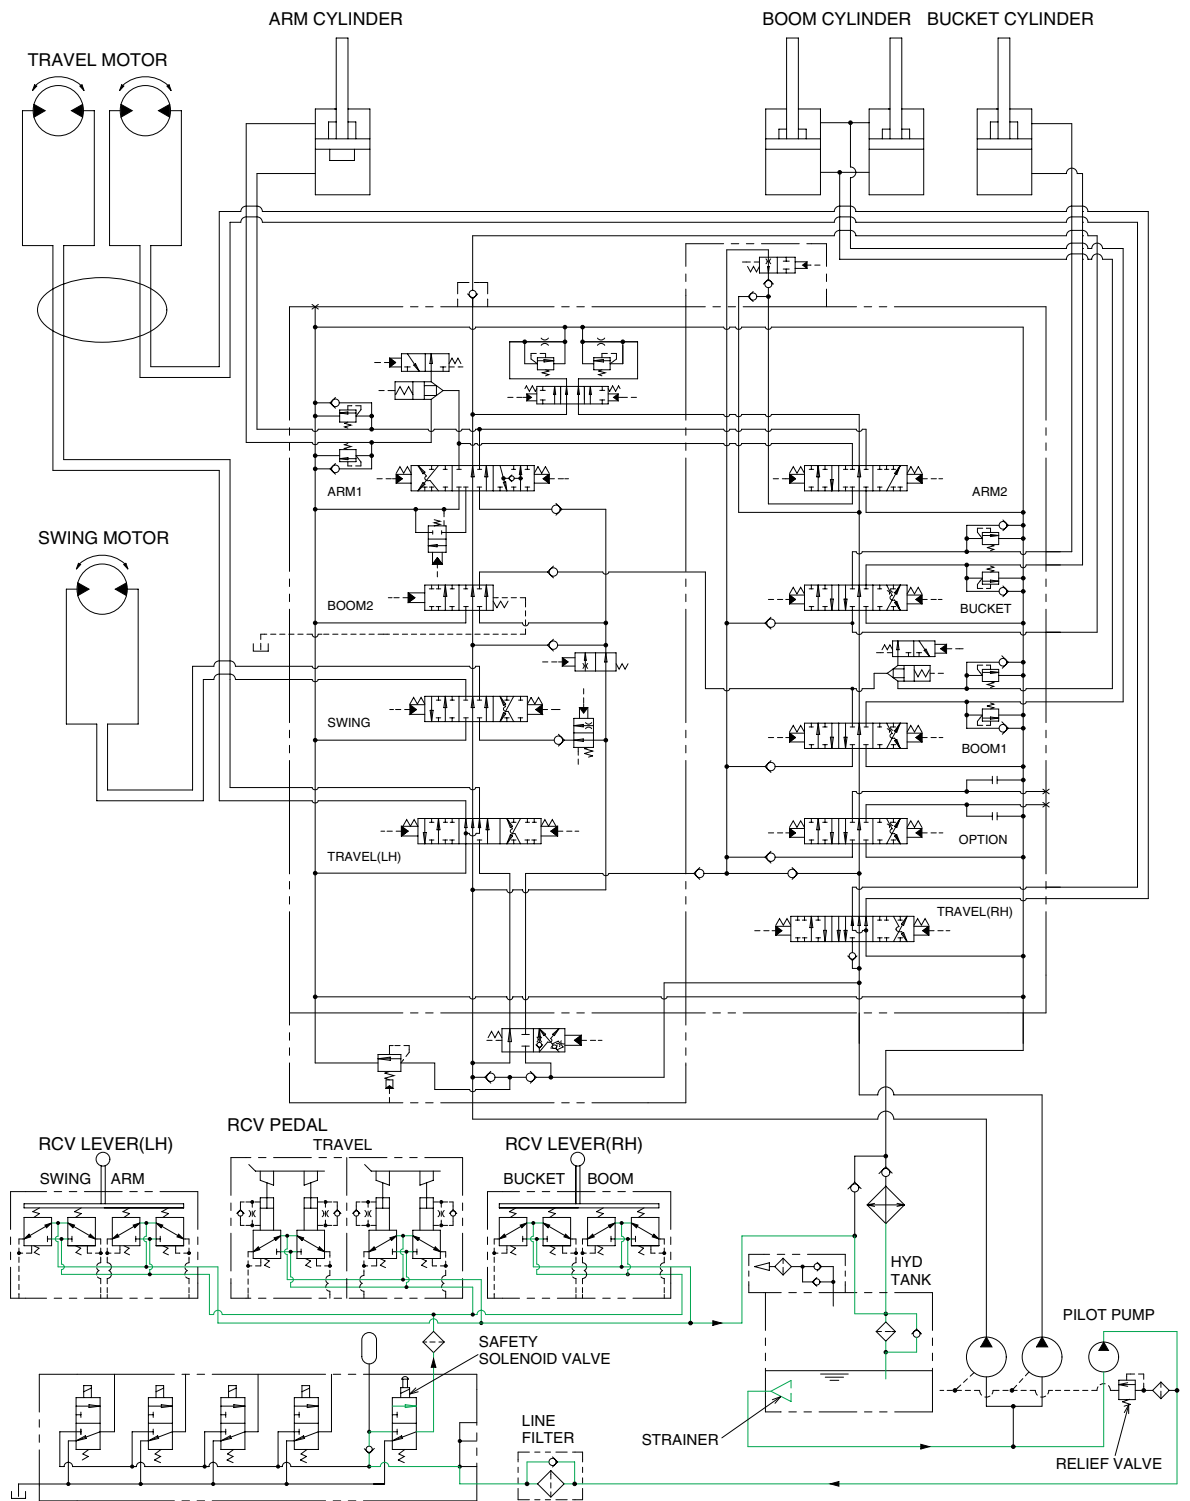 ARM CYLINDER
BOOM CYLINDER
BUCKET CYLINDER
TRAVEL MOTOR
ARM1
ARM2
SWING MOTOR
BOOM2
BUCKET
SWING
BOOM1
TRAVEL(LH)
OPTION
TRAVEL(RH)
RCV LEVER(LH)
SWING
ARM
RCV PEDAL
TRAVEL
RCV LEVER(RH)
BUCKET
BOOM
HYD
TANK
PILOT PUMP
SAFETY
SOLENOID VALVE
LINE
FILTER
STRAINER
RELIEF VALVE